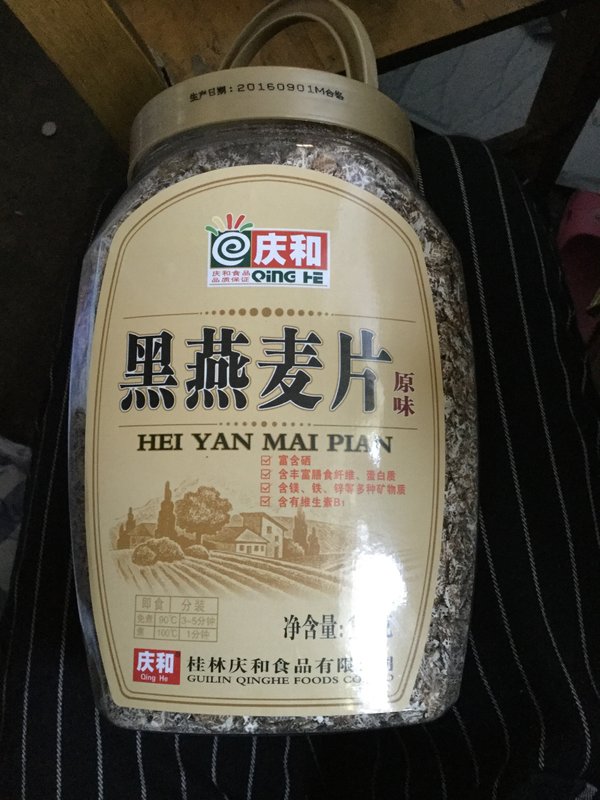 生产日期:20160901M合格
庆和
庆和食品
品质保证
QING HE
黑燕麦片
原味
HEI YAN MAI PIAN
富含硒
含丰富膳食纤维、蛋白质
含镁、铁、锌等多种矿物质
含有维生素B₁
即食 分装
免煮 90℃ 3-5分钟
煮 100℃ 1分钟
净含量:
庆和
Qing He
桂林庆和食品有限公司
GUILIN QINGHE FOODS